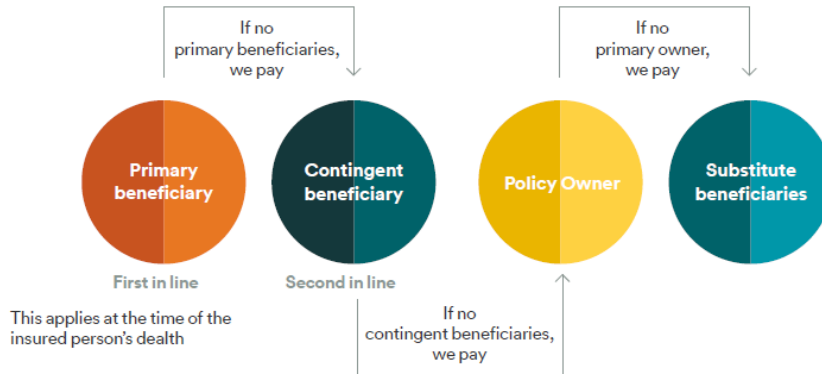 If no
primary beneficiaries,
we pay
If no
primary owner,
we pay
Primary
beneficiary
Contingent
beneficiary
Policy Owner
Substitute
beneficiaries
First in line
Second in line
This applies at the time of the
insured person's dealth
If no
contingent beneficiaries,
we pay